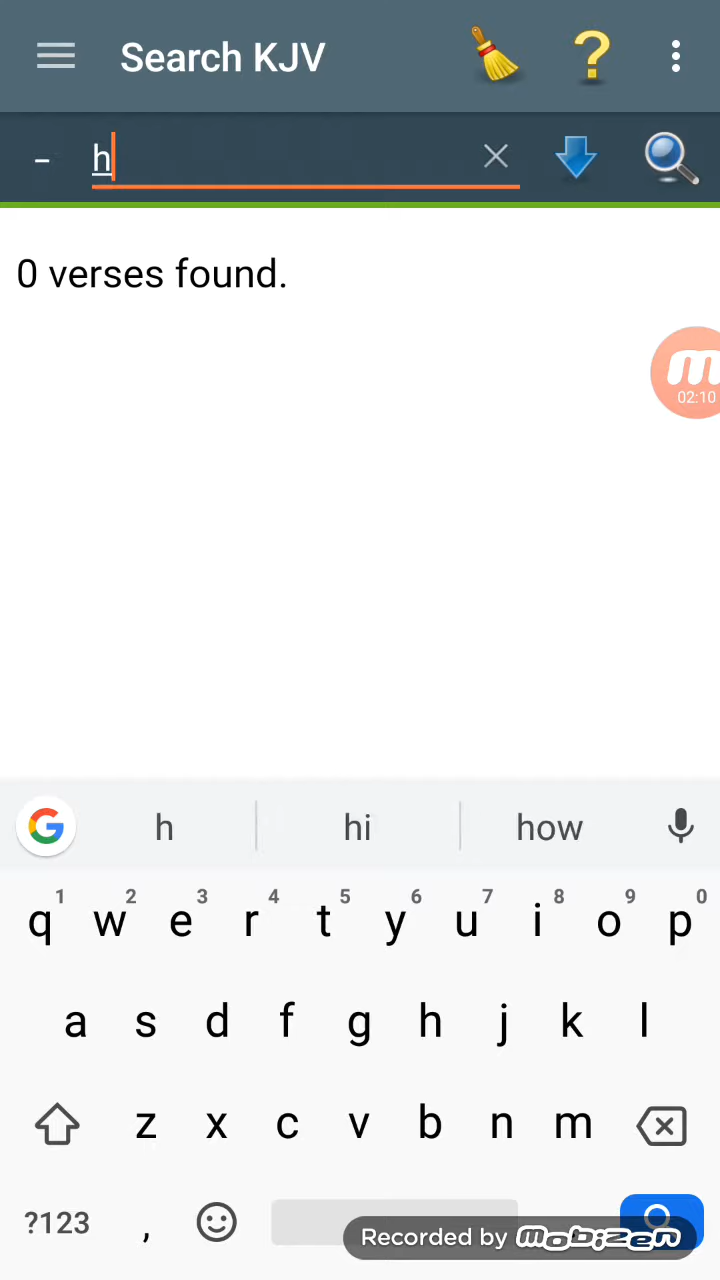 Search KJV
– h
0 verses found.
m
02:10
G h hi how
1 2 3 4 5 6 7 8 9 0
q w e r t y u i o p
a s d f g h j k l
z x c v b n m
?123 ,
Recorded by mobizen